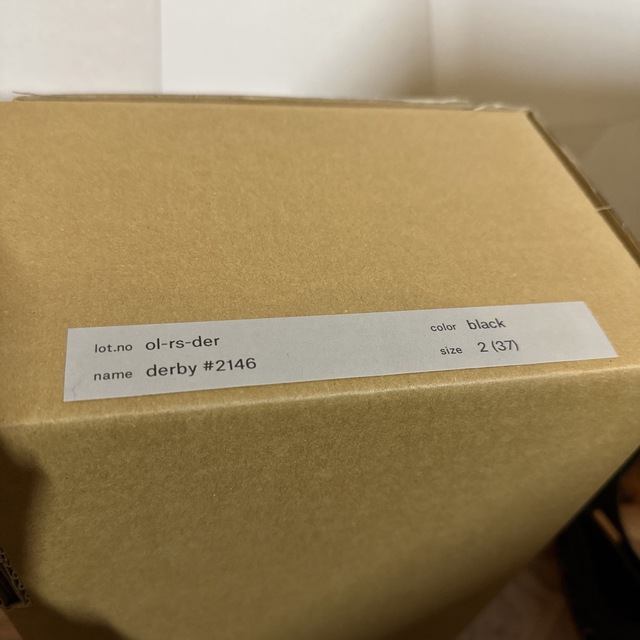 lot.no ol-rs-der color black
name derby #2146 size 2 (37)